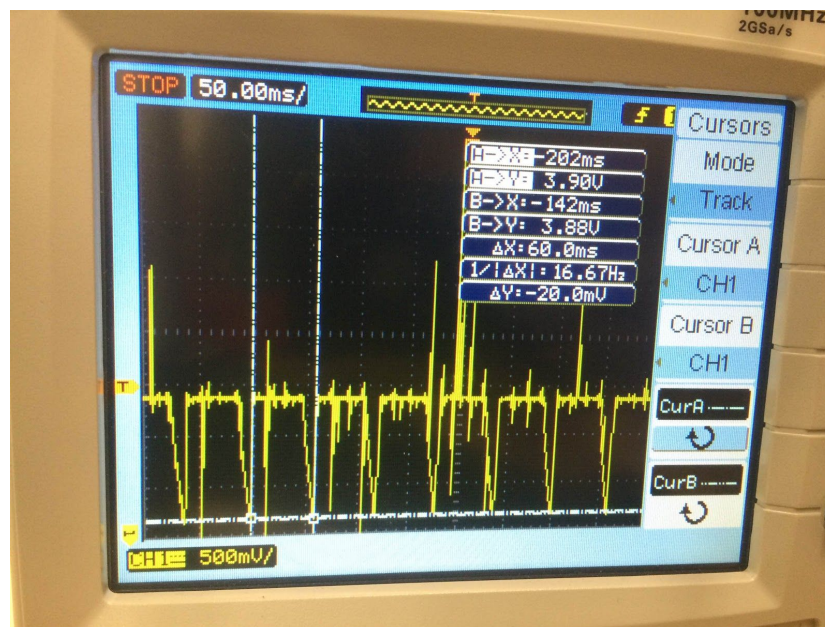 2GSa/s
STOP 50.00ms/
T
Cursors
Mode
Track
Cursor A
CH1
Cursor B
CH1
CurA
CurB
A->X:-202ms
A->Y: 3.90V
B->X:-142ms
B->Y: 3.88V
ΔX:60.0ms
1/|ΔX|:16.67Hz
ΔY:-20.0mV
T
CH1 500mV/